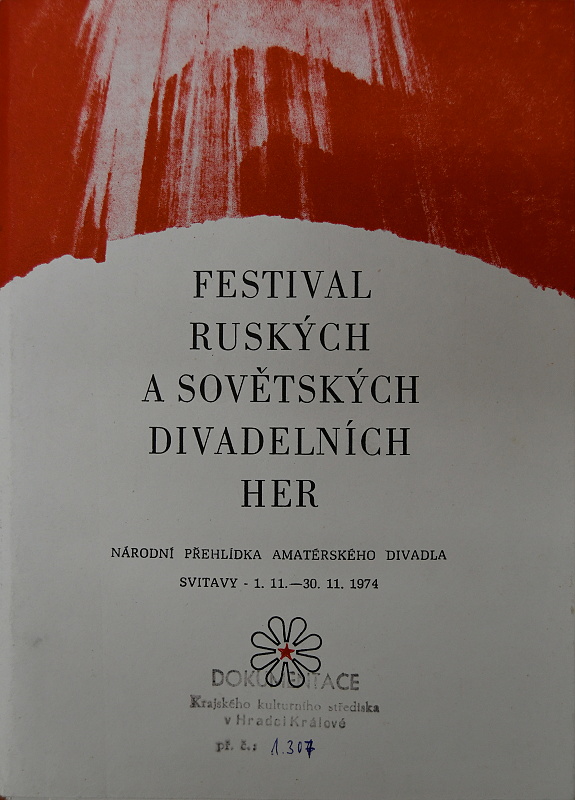 FESTIVAL
RUSKÝCH
A SOVĚTSKÝCH
DIVADELNÍCH
HER
NÁRODNÍ PŘEHLÍDKA AMATÉRSKÉHO DIVADLA
SVITAVY - 1. 11.—30. 11. 1974
DOKUMENTACE
Krajského kulturního střediska
v Hradci Králové
př. č.: 1.307